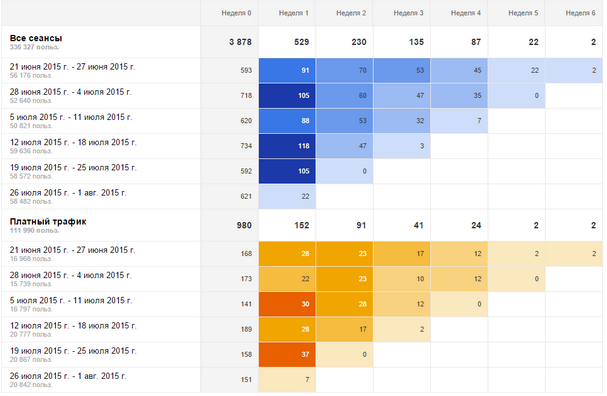 Неделя 0 Неделя 1 Неделя 2 Неделя 3 Неделя 4 Неделя 5 Неделя 6
Все сеансы 3 878 529 230 135 87 22 2
336 327 польз.
21 июня 2015 г. - 27 июня 2015 г. 593 91 70 53 45 22 2
56 176 польз.
28 июня 2015 г. - 4 июля 2015 г. 718 105 60 47 35 0
52 640 польз.
5 июля 2015 г. - 11 июля 2015 г. 620 88 53 32 7
50 821 польз.
12 июля 2015 г. - 18 июля 2015 г. 734 118 47 3
59 636 польз.
19 июля 2015 г. - 25 июля 2015 г. 592 105 0
58 572 польз.
26 июля 2015 г. - 1 авг. 2015 г. 621 22
58 482 польз.
Платный трафик 980 152 91 41 24 2 2
111 990 польз.
21 июня 2015 г. - 27 июня 2015 г. 168 28 23 17 12 2 2
16 968 польз.
28 июня 2015 г. - 4 июля 2015 г. 173 22 23 10 12 0
15 739 польз.
5 июля 2015 г. - 11 июля 2015 г. 141 30 28 12 0
16 797 польз.
12 июля 2015 г. - 18 июля 2015 г. 189 28 17 2
20 777 польз.
19 июля 2015 г. - 25 июля 2015 г. 158 37 0
20 867 польз.
26 июля 2015 г. - 1 авг. 2015 г. 151 7
20 842 польз.